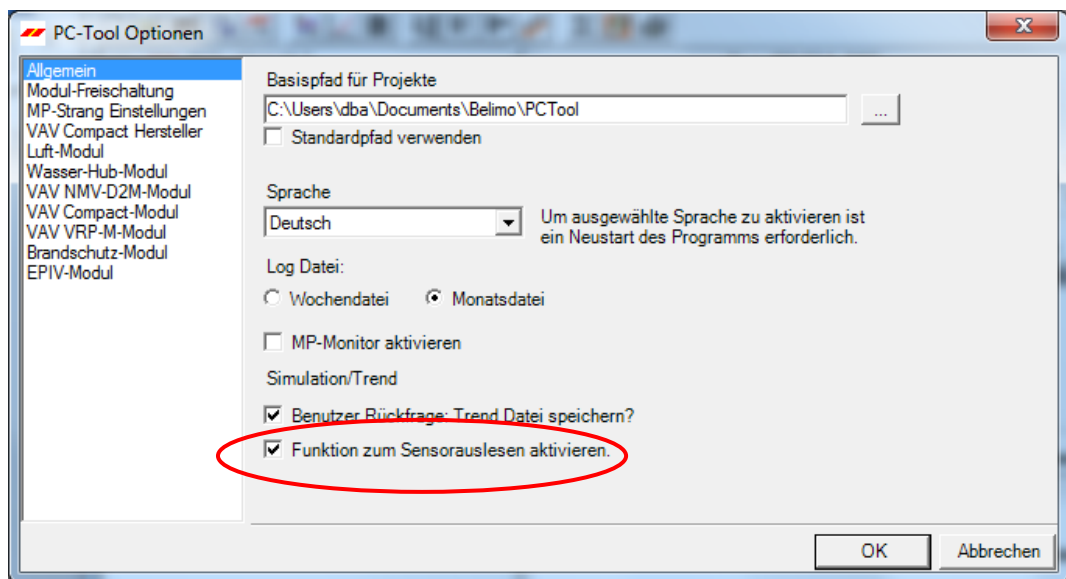 PC-Tool Optionen
Allgemein
Modul-Freischaltung
MP-Strang Einstellungen
VAV Compact Hersteller
Luft-Modul
Wasser-Hub-Modul
VAV NMV-D2M-Modul
VAV Compact-Modul
VAV VRP-M-Modul
Brandschutz-Modul
EPIV-Modul
Basispfad für Projekte
C:\Users\dba\Documents\Belimo\PCTool
...
Standardpfad verwenden
Sprache
Deutsch
Um ausgewählte Sprache zu aktivieren ist
ein Neustart des Programms erforderlich.
Log Datei:
Wochendatei Monatsdatei
MP-Monitor aktivieren
Simulation/Trend
Benutzer Rückfrage: Trend Datei speichern?
Funktion zum Sensorauslesen aktivieren.
OK Abbrechen